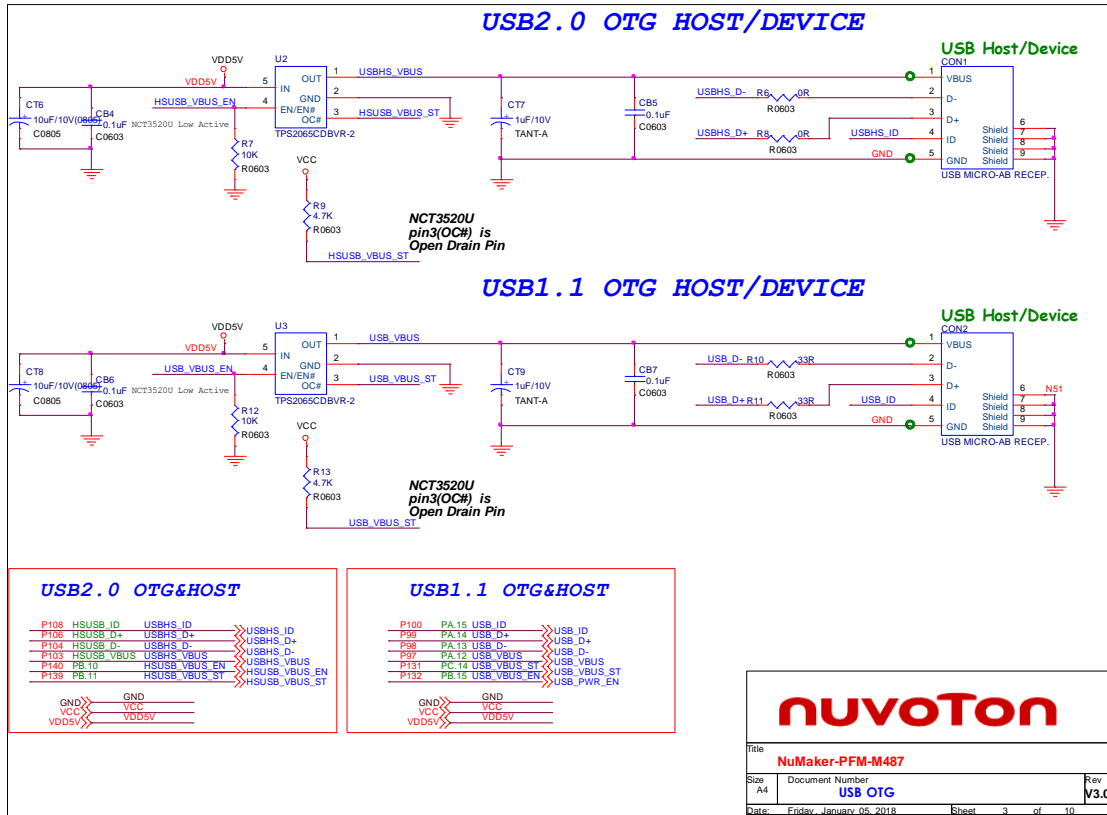 USB2.0 OTG HOST/DEVICE
USB Host/Device
VDD5V
VDD5V
U2
5
IN
OUT
1
USBHS_VBUS
GND
2
HSUSB_VBUS_EN
4
EN/EN#
OC#
3
HSUSB_VBUS_ST
TPS2065CDBVR-2
CT6
10uF/10V
C0805
CB4
0.1uF
C0603
NCT3520U Low Active
R7
10K
R0603
VCC
R9
4.7K
R0603
HSUSB_VBUS_ST
NCT3520U
pin3(OC#) is
Open Drain Pin
CT7
1uF/10V
TANT-A
CB5
0.1uF
C0603
USBHS_D- R6 0R
R0603
USBHS_D+ R8 0R
R0603
USBHS_ID
GND
CON1
1 VBUS
2 D-
3 D+
4 ID
5 GND
Shield 6
Shield 7
Shield 8
Shield 9
USB MICRO-AB RECEP.
USB1.1 OTG HOST/DEVICE
USB Host/Device
VDD5V
VDD5V
U3
5
IN
OUT
1
USB_VBUS
GND
2
USB_VBUS_EN
4
EN/EN#
OC#
3
USB_VBUS_ST
TPS2065CDBVR-2
CT8
10uF/10V(0805)
C0805
CB6
0.1uF
C0603
NCT3520U Low Active
R12
10K
R0603
VCC
R13
4.7K
R0603
USB_VBUS_ST
NCT3520U
pin3(OC#) is
Open Drain Pin
CT9
1uF/10V
TANT-A
CB7
0.1uF
C0603
USB_D- R10 33R
R0603
USB_D+ R11 33R
R0603
USB_ID
GND
CON2
1 VBUS
2 D-
3 D+
4 ID
5 GND
Shield 6 N51
Shield 7
Shield 8
Shield 9
USB MICRO-AB RECEP.
USB2.0 OTG&HOST
P108 HSUSB_ID USBHS_ID USBHS_ID
P106 HSUSB_D+ USBHS_D+ USBHS_D+
P104 HSUSB_D- USBHS_D- USBHS_D-
P103 HSUSB_VBUS USBHS_VBUS USBHS_VBUS
P140 PB.10 HSUSB_VBUS_EN HSUSB_VBUS_EN
P139 PB.11 HSUSB_VBUS_ST HSUSB_VBUS_ST
GND GND
VCC VCC
VDD5V VDD5V
USB1.1 OTG&HOST
P100 PA.15 USB_ID USB_ID
P99 PA.14 USB_D+ USB_D+
P98 PA.13 USB_D- USB_D-
P97 PA.12 USB_VBUS USB_VBUS
P131 PC.14 USB_VBUS_ST USB_VBUS_ST
P132 PB.15 USB_VBUS_EN USB_PWR_EN
GND GND
VCC VCC
VDD5V VDD5V
nuvoTon
Title
NuMaker-PFM-M487
Size
A4
Document Number
USB OTG
Rev
V3.0
Date: Friday, January 05, 2018 Sheet 3 of 10